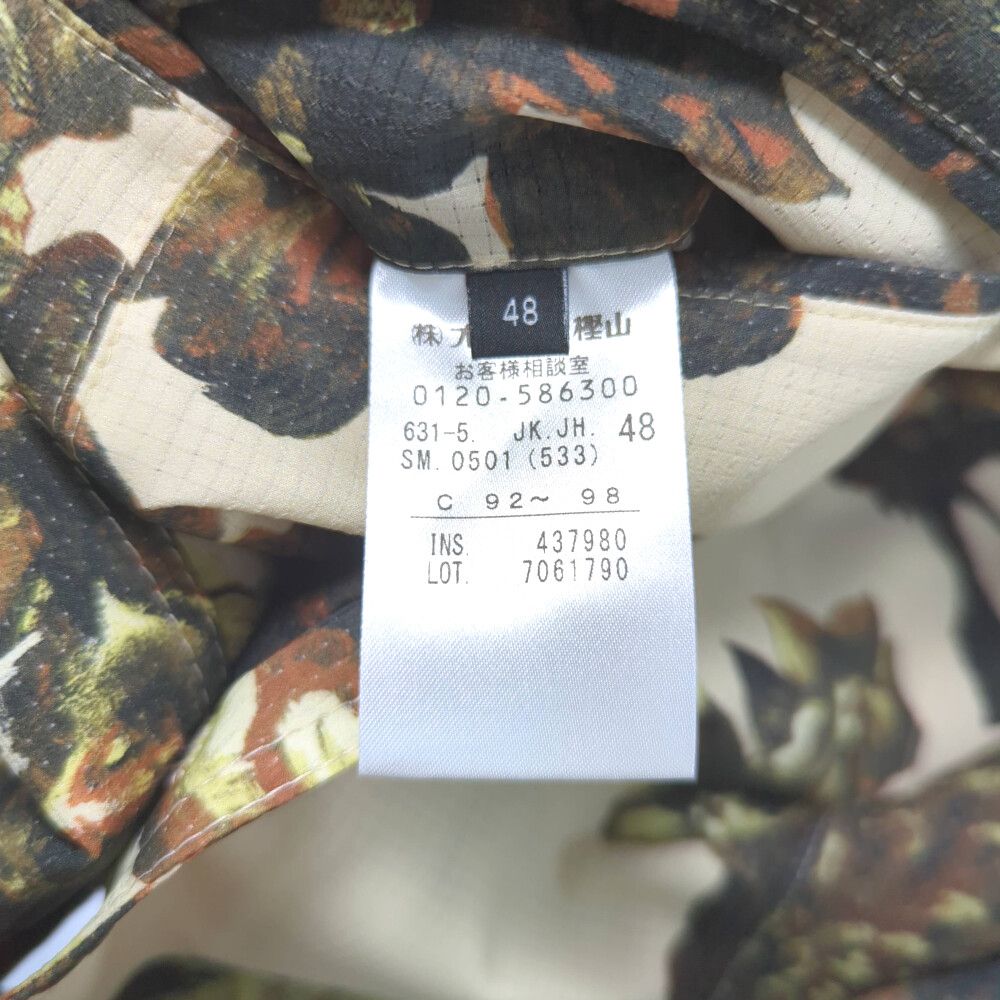 48
㈱ 樫山
お客様相談室
0120-586300
631-5. JK.JH. 48
SM. 0501 (533)
C 92~ 98
INS. 437980
LOT. 7061790